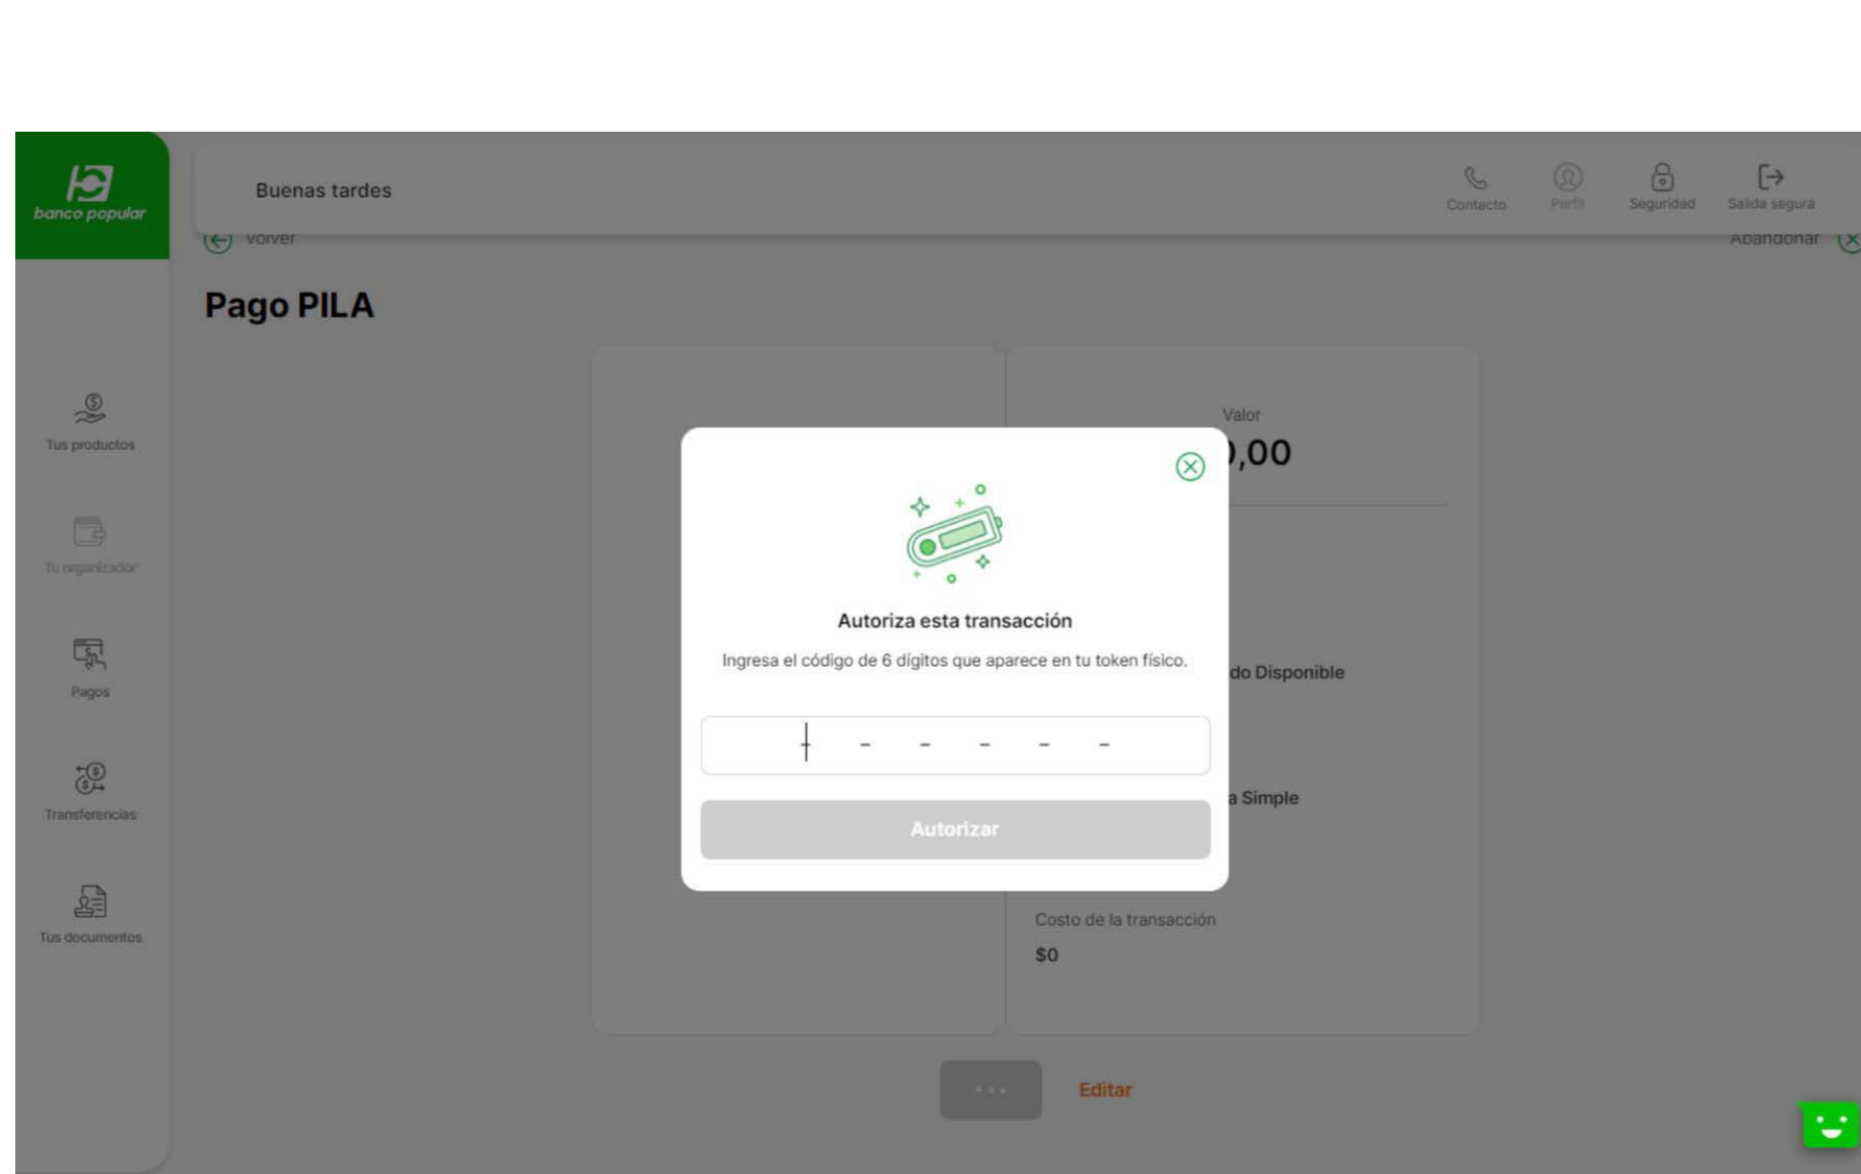 banco popular
Buenas tardes
Contacto
Perfil
Seguridad
Salida segura
Volver
Abandonar
Pago PILA
Tus productos
Tu organizador
Pagos
Transferencias
Tus documentos
Valor
,00
Autoriza esta transacción
Ingresa el código de 6 dígitos que aparece en tu token físico.
- - - - - -
Autorizar
do Disponible
a Simple
Costo de la transacción
$0
Editar